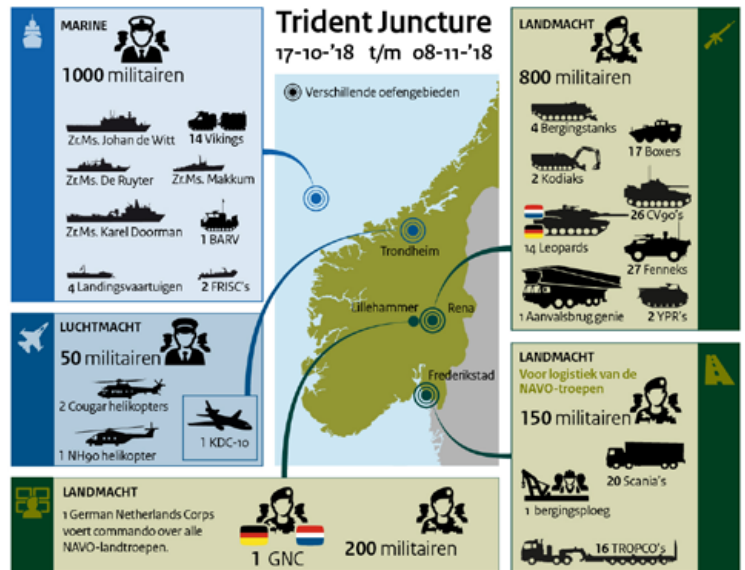 MARINE
1000 militairen
Zr.Ms. Johan de Witt
14 Vikings
Zr.Ms. De Ruyter
Zr.Ms. Makkum
Zr.Ms. Karel Doorman
1 BARV
4 Landingsvaartuigen
2 FRISC's
LUCHTMACHT
50 militairen
2 Cougar helikopters
1 NH90 helikopter
1 KDC-10
Trident Juncture
17-10-'18 t/m 08-11-'18
Verschillende oefengebieden
Trondheim
Lillehammer
Rena
Frederikstad
LANDMACHT
800 militairen
4 Bergingstanks
17 Boxers
2 Kodiaks
26 CV90's
14 Leopards
27 Fenneks
1 Aanvalsbrug genie
2 YPR's
LANDMACHT
Voor logistiek van de
NAVO-troepen
150 militairen
20 Scania's
1 bergingsploeg
16 TROPCO's
LANDMACHT
1 German Netherlands Corps
voert commando over alle
NAVO-landtroepen.
1 GNC
200 militairen